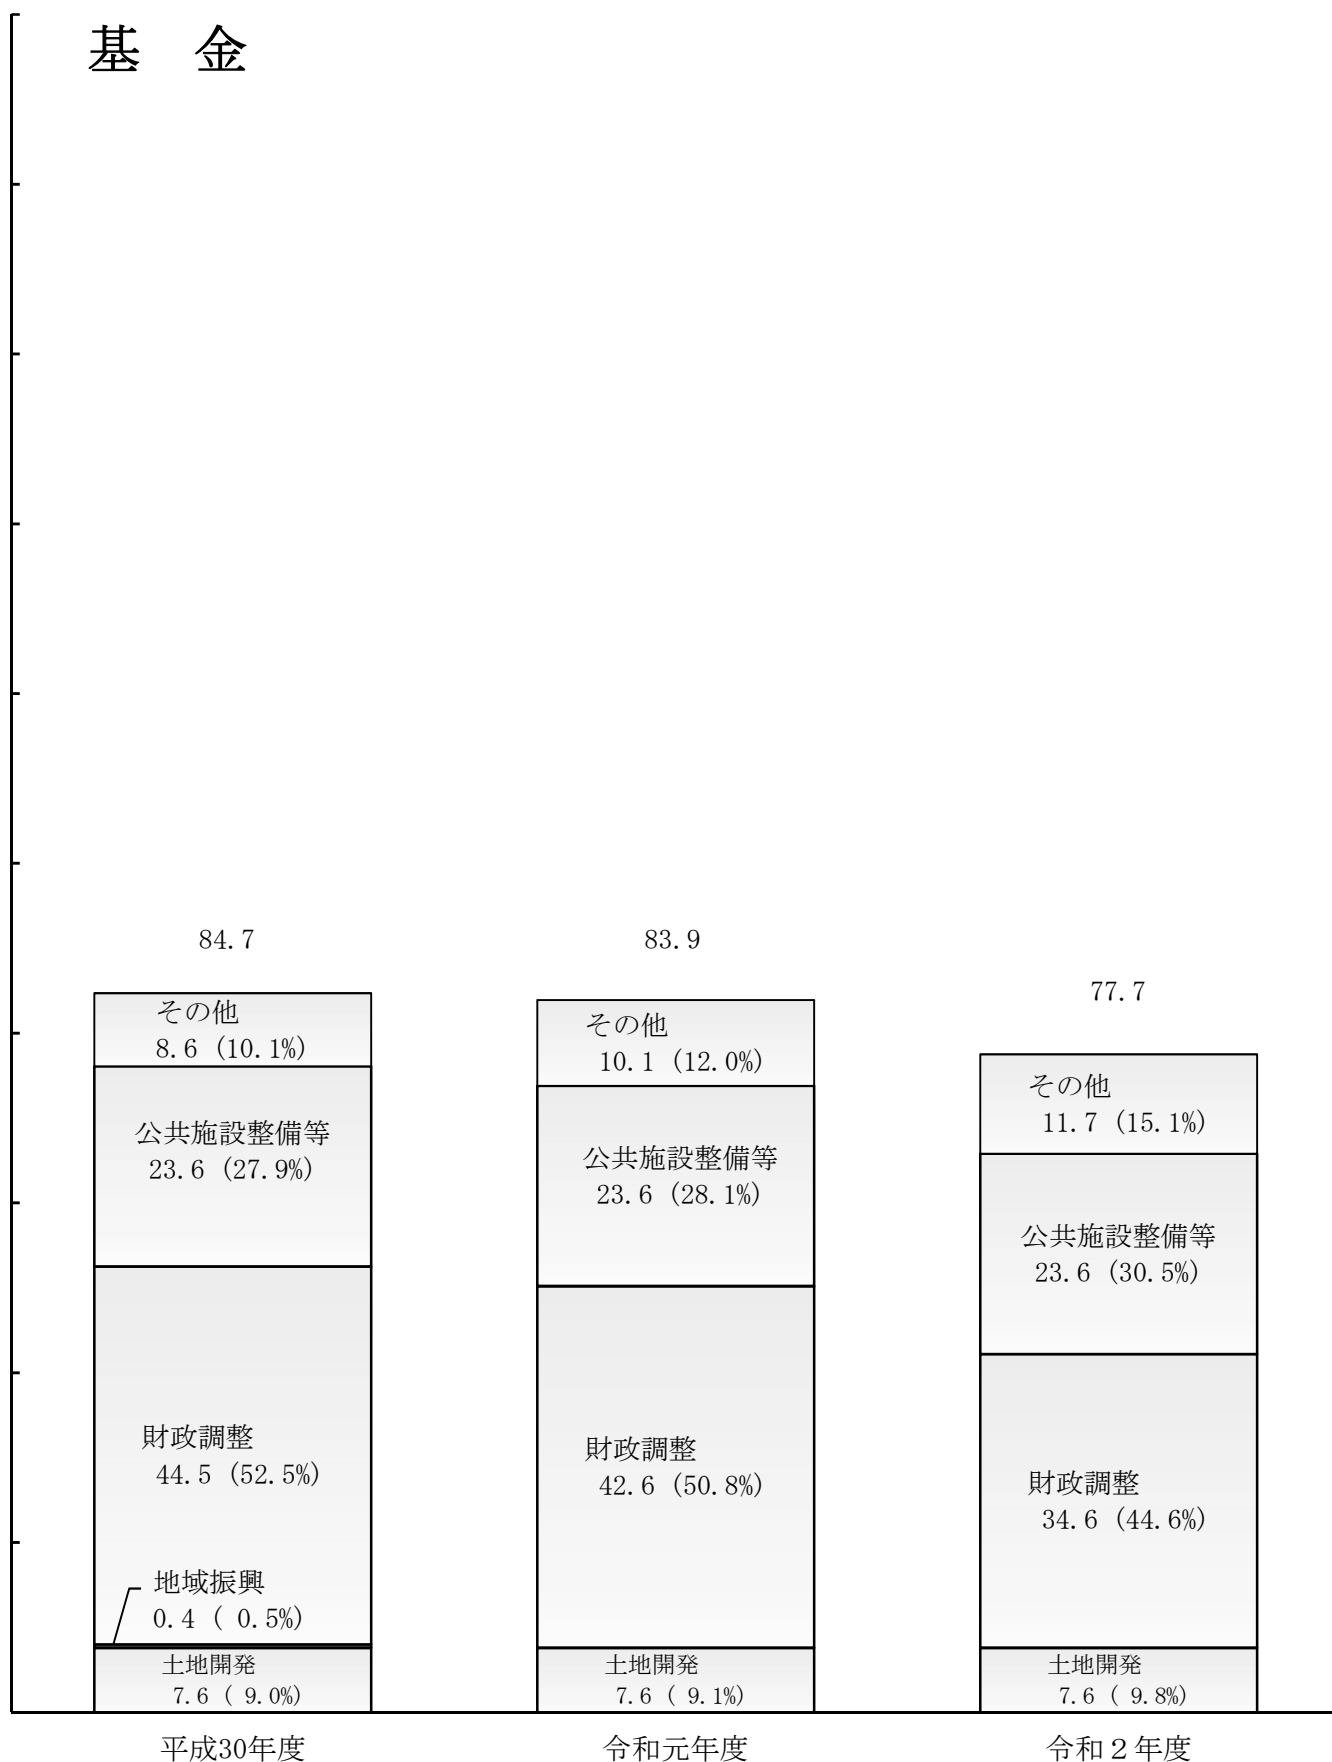 基　金
84.7
その他
8.6 (10.1%)
公共施設整備等
23.6 (27.9%)
財政調整
44.5 (52.5%)
地域振興
0.4 ( 0.5%)
土地開発
7.6 ( 9.0%)
平成30年度
83.9
その他
10.1 (12.0%)
公共施設整備等
23.6 (28.1%)
財政調整
42.6 (50.8%)
土地開発
7.6 ( 9.1%)
令和元年度
77.7
その他
11.7 (15.1%)
公共施設整備等
23.6 (30.5%)
財政調整
34.6 (44.6%)
土地開発
7.6 ( 9.8%)
令和２年度